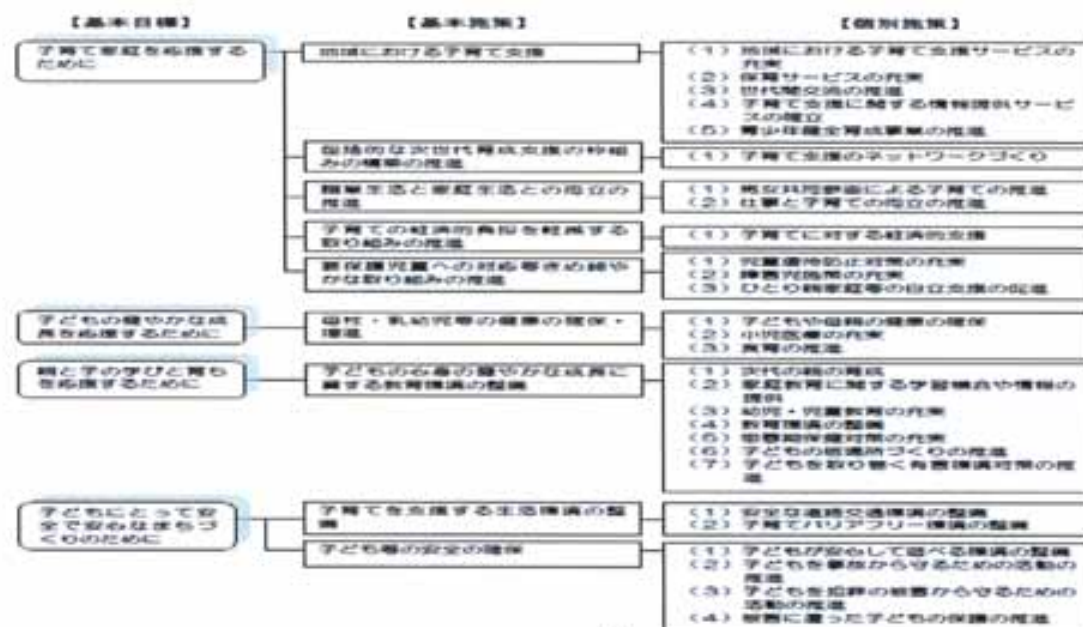 【基本目標】 【基本施策】 【個別施策】
子育て家庭を応援する
ために
地域における子育て支援
(1) 地域における子育て支援サービスの
充実
(2) 保育サービスの充実
(3) 世代間交流の推進
(4) 子育て支援に関する情報提供サービ
スの確立
(5) 青少年健全育成事業の推進
包括的な次世代育成支援の枠組
みの構築の推進
(1) 子育て支援のネットワークづくり
職業生活と家庭生活との両立の
推進
(1) 男女共同参画による子育ての推進
(2) 仕事と子育ての両立の推進
子育ての経済的負担を軽減する
取り組みの推進
(1) 子育てに対する経済的支援
要保護児童への対応等きめ細や
かな取り組みの推進
(1) 児童虐待防止対策の充実
(2) 障害児施策の充実
(3) ひとり親家庭等の自立支援の促進
子どもの健やかな成
長を応援するために
母性・乳幼児等の健康の確保・
増進
(1) 子どもや母親の健康の確保
(2) 小児医療の充実
(3) 食育の推進
親と子の学びと育ち
を応援するために
子どもの心身の健やかな成長に
資する教育環境の整備
(1) 次代の親の育成
(2) 家庭教育に関する学習機会や情報の
提供
(3) 幼児・児童教育の充実
(4) 教育環境の整備
(5) 思春期保健対策の充実
(6) 子どもの居場所づくりの推進
(7) 子どもを取り巻く有害環境対策の推
進
子どもにとって安
全で安心なまちづ
くりのために
子育てを支援する生活環境の整
備
(1) 安全な道路交通環境の整備
(2) 子育てバリアフリー環境の整備
子ども等の安全の確保
(1) 子どもが安心して遊べる環境の整備
(2) 子どもを事故から守るための活動の
推進
(3) 子どもを犯罪の被害から守るための
活動の推進
(4) 被害に遭った子どもの保護の推進